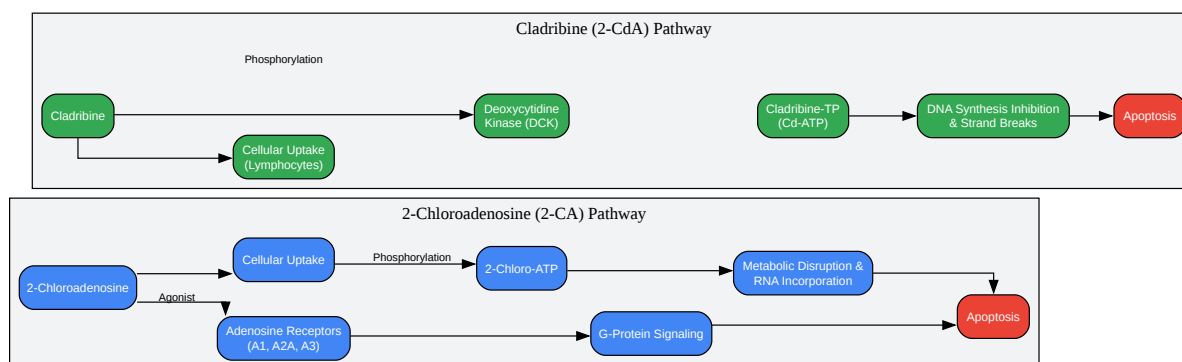 Cladribine (2-CdA) Pathway
Phosphorylation
Cladribine
Deoxycytidine
Kinase (DCK)
Cladribine-TP
(Cd-ATP)
DNA Synthesis Inhibition
& Strand Breaks
Apoptosis
Cellular Uptake
(Lymphocytes)
2-Chloroadenosine (2-CA) Pathway
2-Chloroadenosine
Cellular Uptake
Phosphorylation
2-Chloro-ATP
Metabolic Disruption &
RNA Incorporation
Agonist
Adenosine Receptors
(A1, A2A, A3)
G-Protein Signaling
Apoptosis